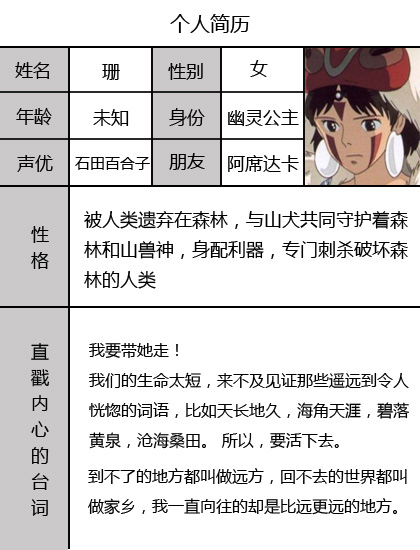 个人简历
姓名 珊 性别 女
年龄 未知 身份 幽灵公主
声优 石田百合子 朋友 阿席达卡
性格
被人类遗弃在森林，与山犬共同守护着森
林和山兽神，身配利器，专门刺杀破坏森
林的人类
直戳内心的台词
我要带她走！
我们的生命太短，来不及见证那些遥远到令人
恍惚的词语，比如天长地久，海角天涯，碧落
黄泉，沧海桑田。 所以，要活下去。
到不了的地方都叫做远方，回不去的世界都叫
做家乡，我一直向往的却是比远更远的地方。